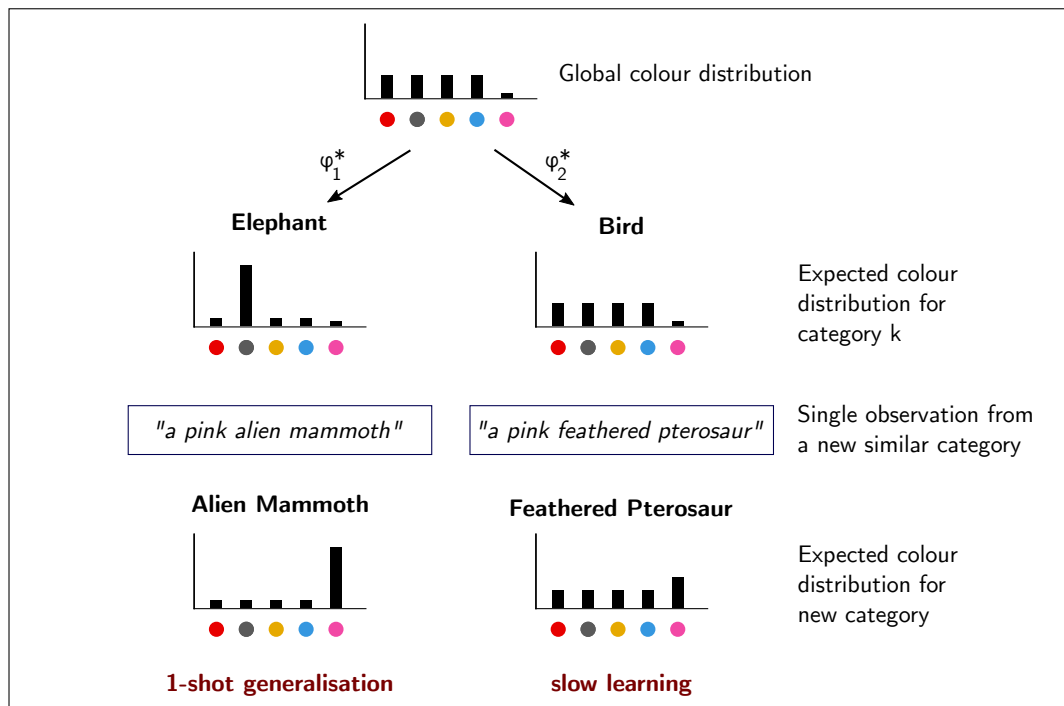 Global colour distribution
φ*1
φ*2
Elephant
Bird
Expected colour
distribution for
category k
"a pink alien mammoth"
"a pink feathered pterosaur"
Single observation from
a new similar category
Alien Mammoth
Feathered Pterosaur
Expected colour
distribution for
new category
1-shot generalisation
slow learning